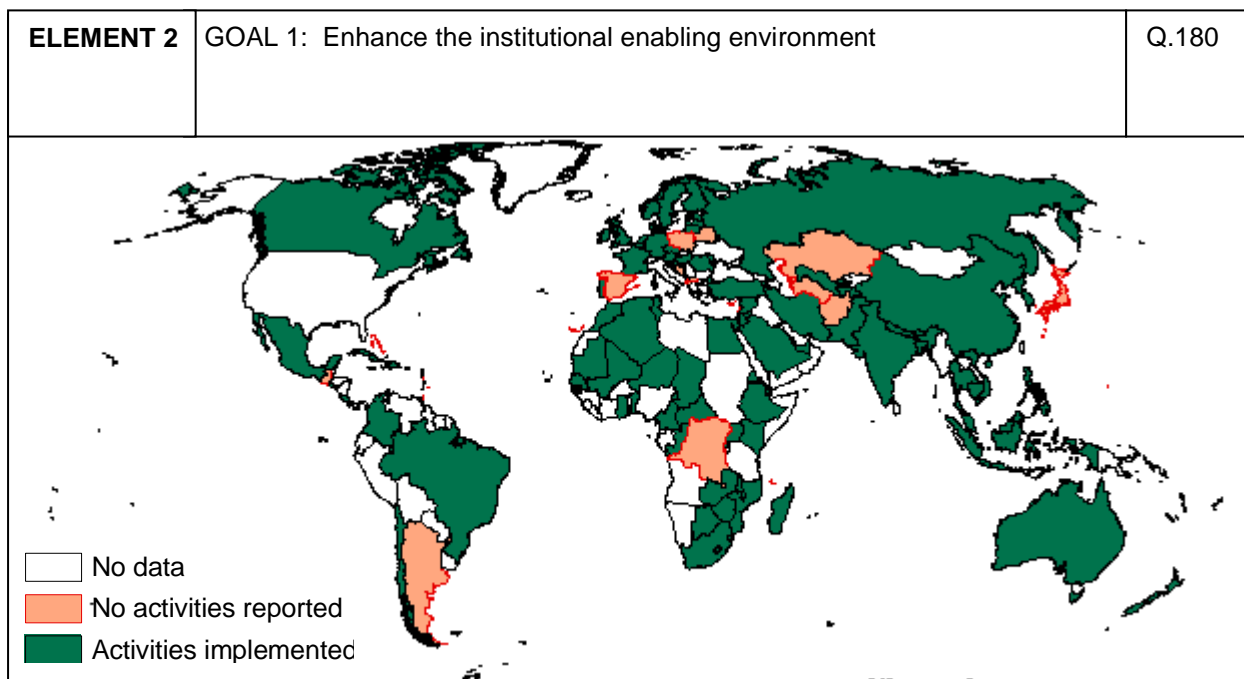 ELEMENT 2
GOAL 1: Enhance the institutional enabling environment
Q.180
No data
No activities reported
Activities implemented